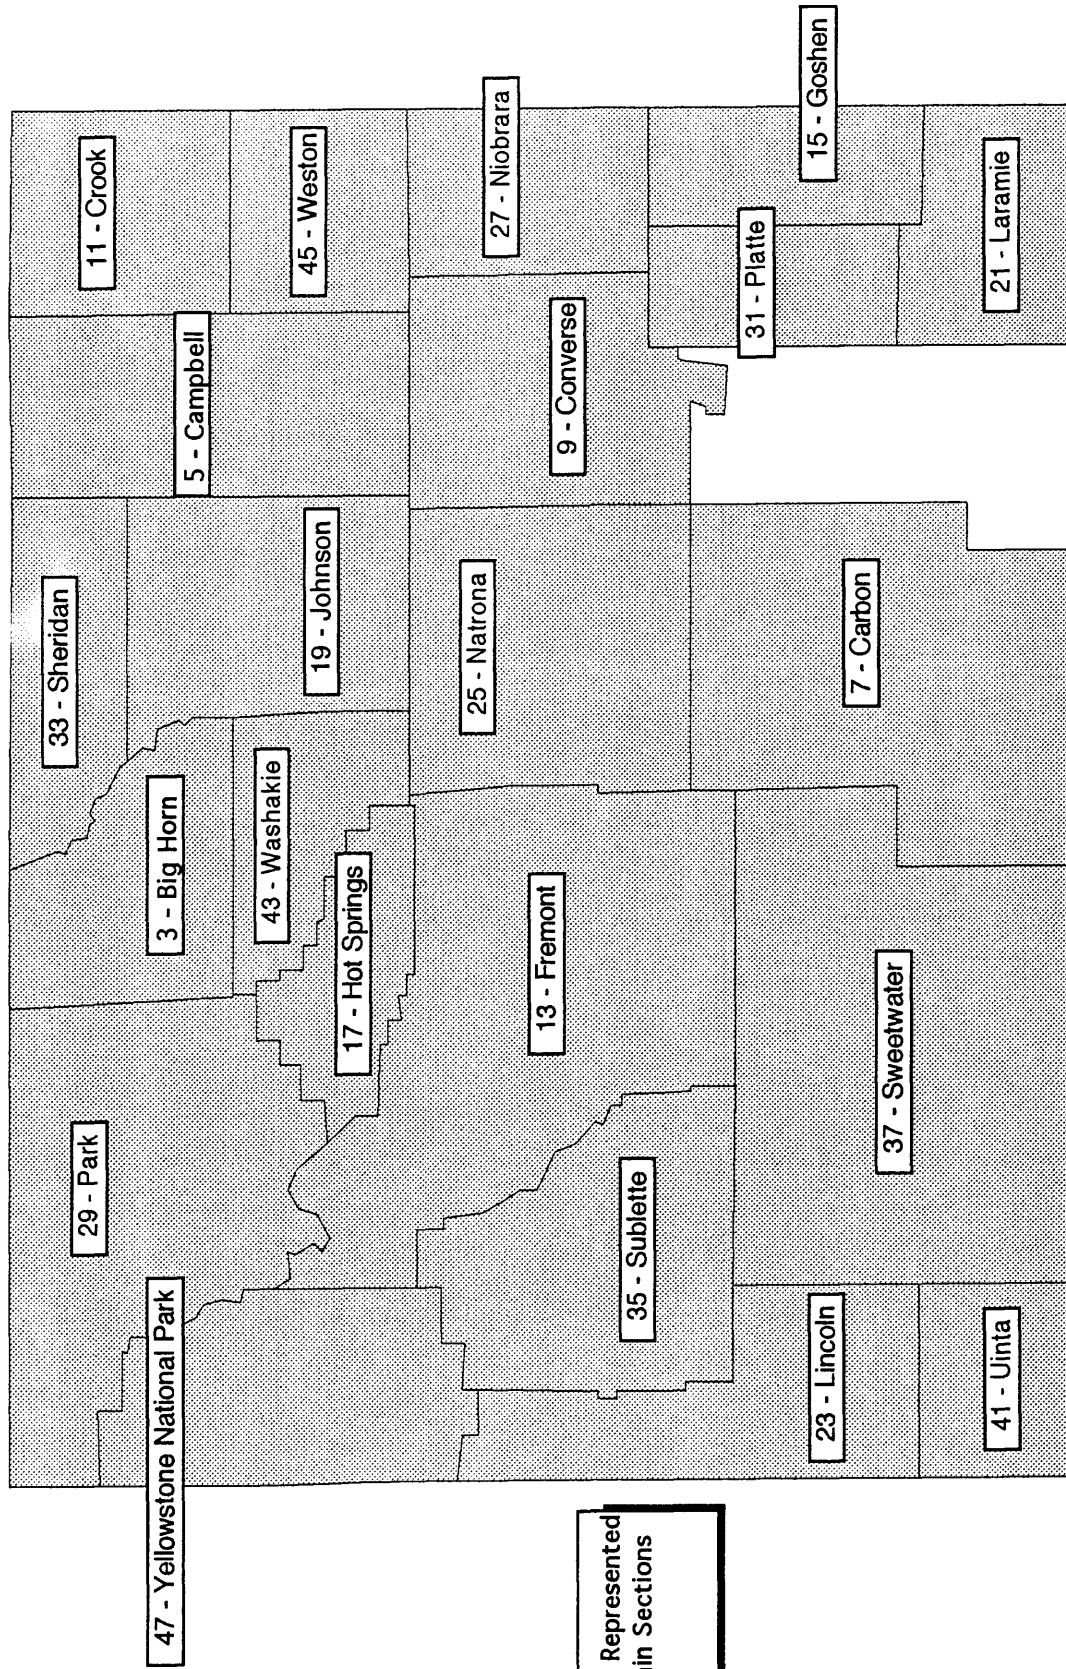 47 - Yellowstone National Park
29 - Park
3 - Big Horn
33 - Sheridan
5 - Campbell
11 - Crook
43 - Washakie
17 - Hot Springs
19 - Johnson
45 - Weston
13 - Fremont
25 - Natrona
9 - Converse
27 - Niobrara
35 - Sublette
31 - Platte
15 - Goshen
23 - Lincoln
37 - Sweetwater
7 - Carbon
41 - Uinta
21 - Laramie
Represented
Sections